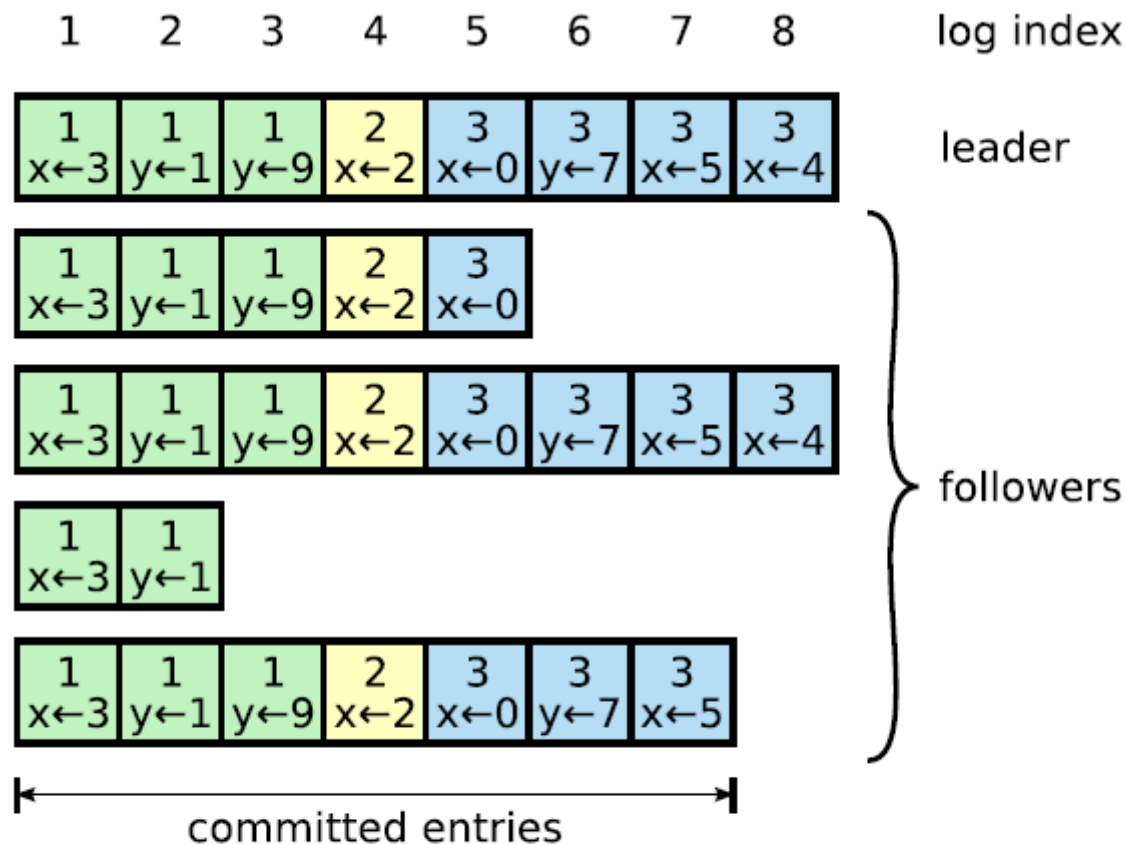 1 2 3 4 5 6 7 8 log index
1 1 1 2 3 3 3 3
x←3 y←1 y←9 x←2 x←0 y←7 x←5 x←4
leader
1 1 1 2 3
x←3 y←1 y←9 x←2 x←0
1 1 1 2 3 3 3 3
x←3 y←1 y←9 x←2 x←0 y←7 x←5 x←4
followers
1 1
x←3 y←1
1 1 1 2 3 3 3
x←3 y←1 y←9 x←2 x←0 y←7 x←5
committed entries